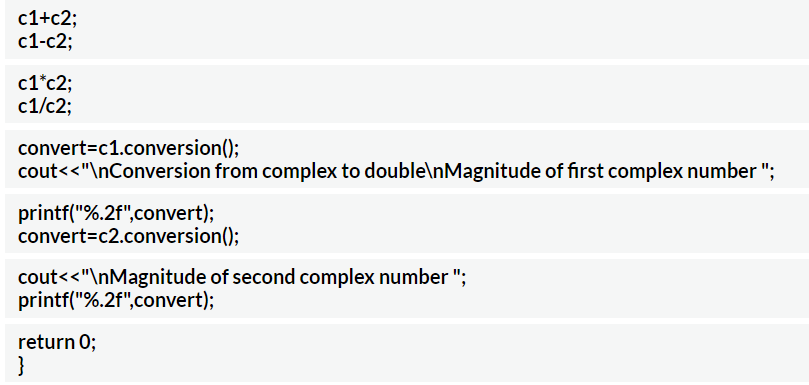 c1+c2;
c1-c2;
c1*c2;
c1/c2;
convert=c1.conversion();
cout<<"\nConversion from complex to double\nMagnitude of first complex number ";
printf("%.2f",convert);
convert=c2.conversion();
cout<<"\nMagnitude of second complex number ";
printf("%.2f",convert);
return 0;
}